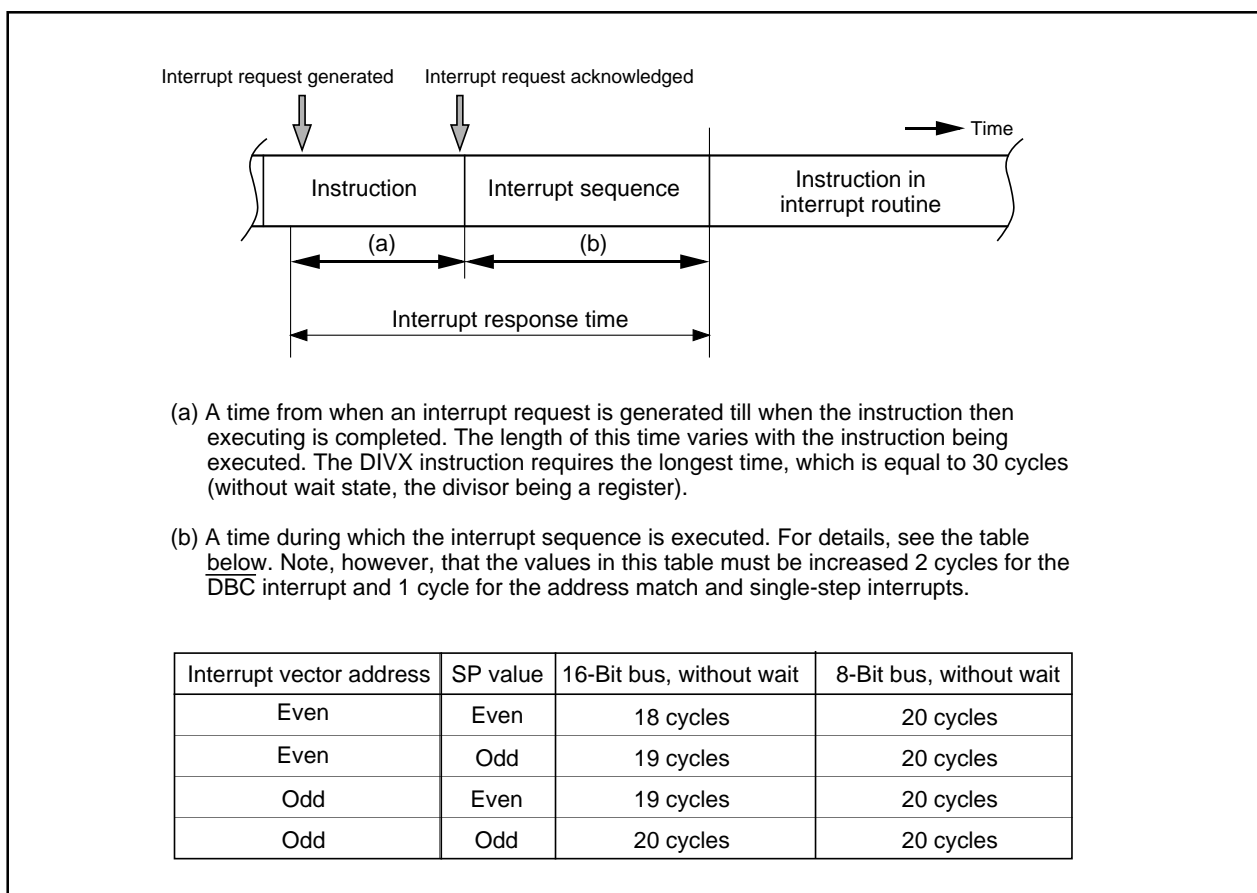 Interrupt request generated
Interrupt request acknowledged
Time
Instruction
Interrupt sequence
Instruction in
interrupt routine
(a)
(b)
Interrupt response time
(a) A time from when an interrupt request is generated till when the instruction then
executing is completed. The length of this time varies with the instruction being
executed. The DIVX instruction requires the longest time, which is equal to 30 cycles
(without wait state, the divisor being a register).
(b) A time during which the interrupt sequence is executed. For details, see the table
below. Note, however, that the values in this table must be increased 2 cycles for the
DBC interrupt and 1 cycle for the address match and single-step interrupts.
Interrupt vector address SP value 16-Bit bus, without wait 8-Bit bus, without wait
Even Even 18 cycles 20 cycles
Even Odd 19 cycles 20 cycles
Odd Even 19 cycles 20 cycles
Odd Odd 20 cycles 20 cycles